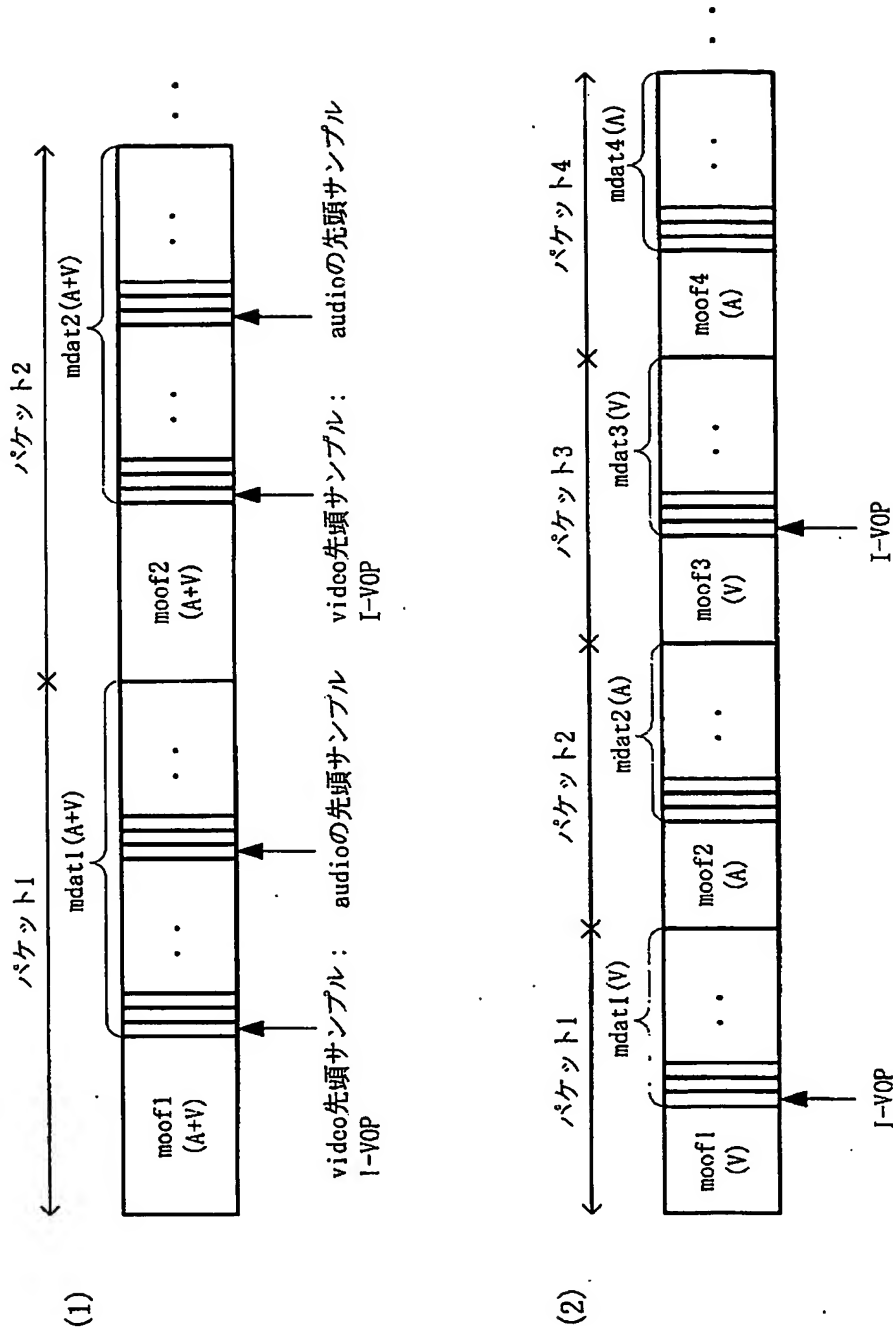 (1)
パケット1
パケット2
mdat1(A+V)
mdat2(A+V)
moof1
(A+V)
moof2
(A+V)
video先頭サンプル:
I-VOP
audioの先頭サンプル
video先頭サンプル:
I-VOP
audioの先頭サンプル
(2)
パケット1
パケット2
パケット3
パケット4
mdat1(V)
mdat2(A)
mdat3(V)
mdat4(A)
moof1
(V)
moof2
(A)
moof3
(V)
moof4
(A)
I-VOP
I-VOP